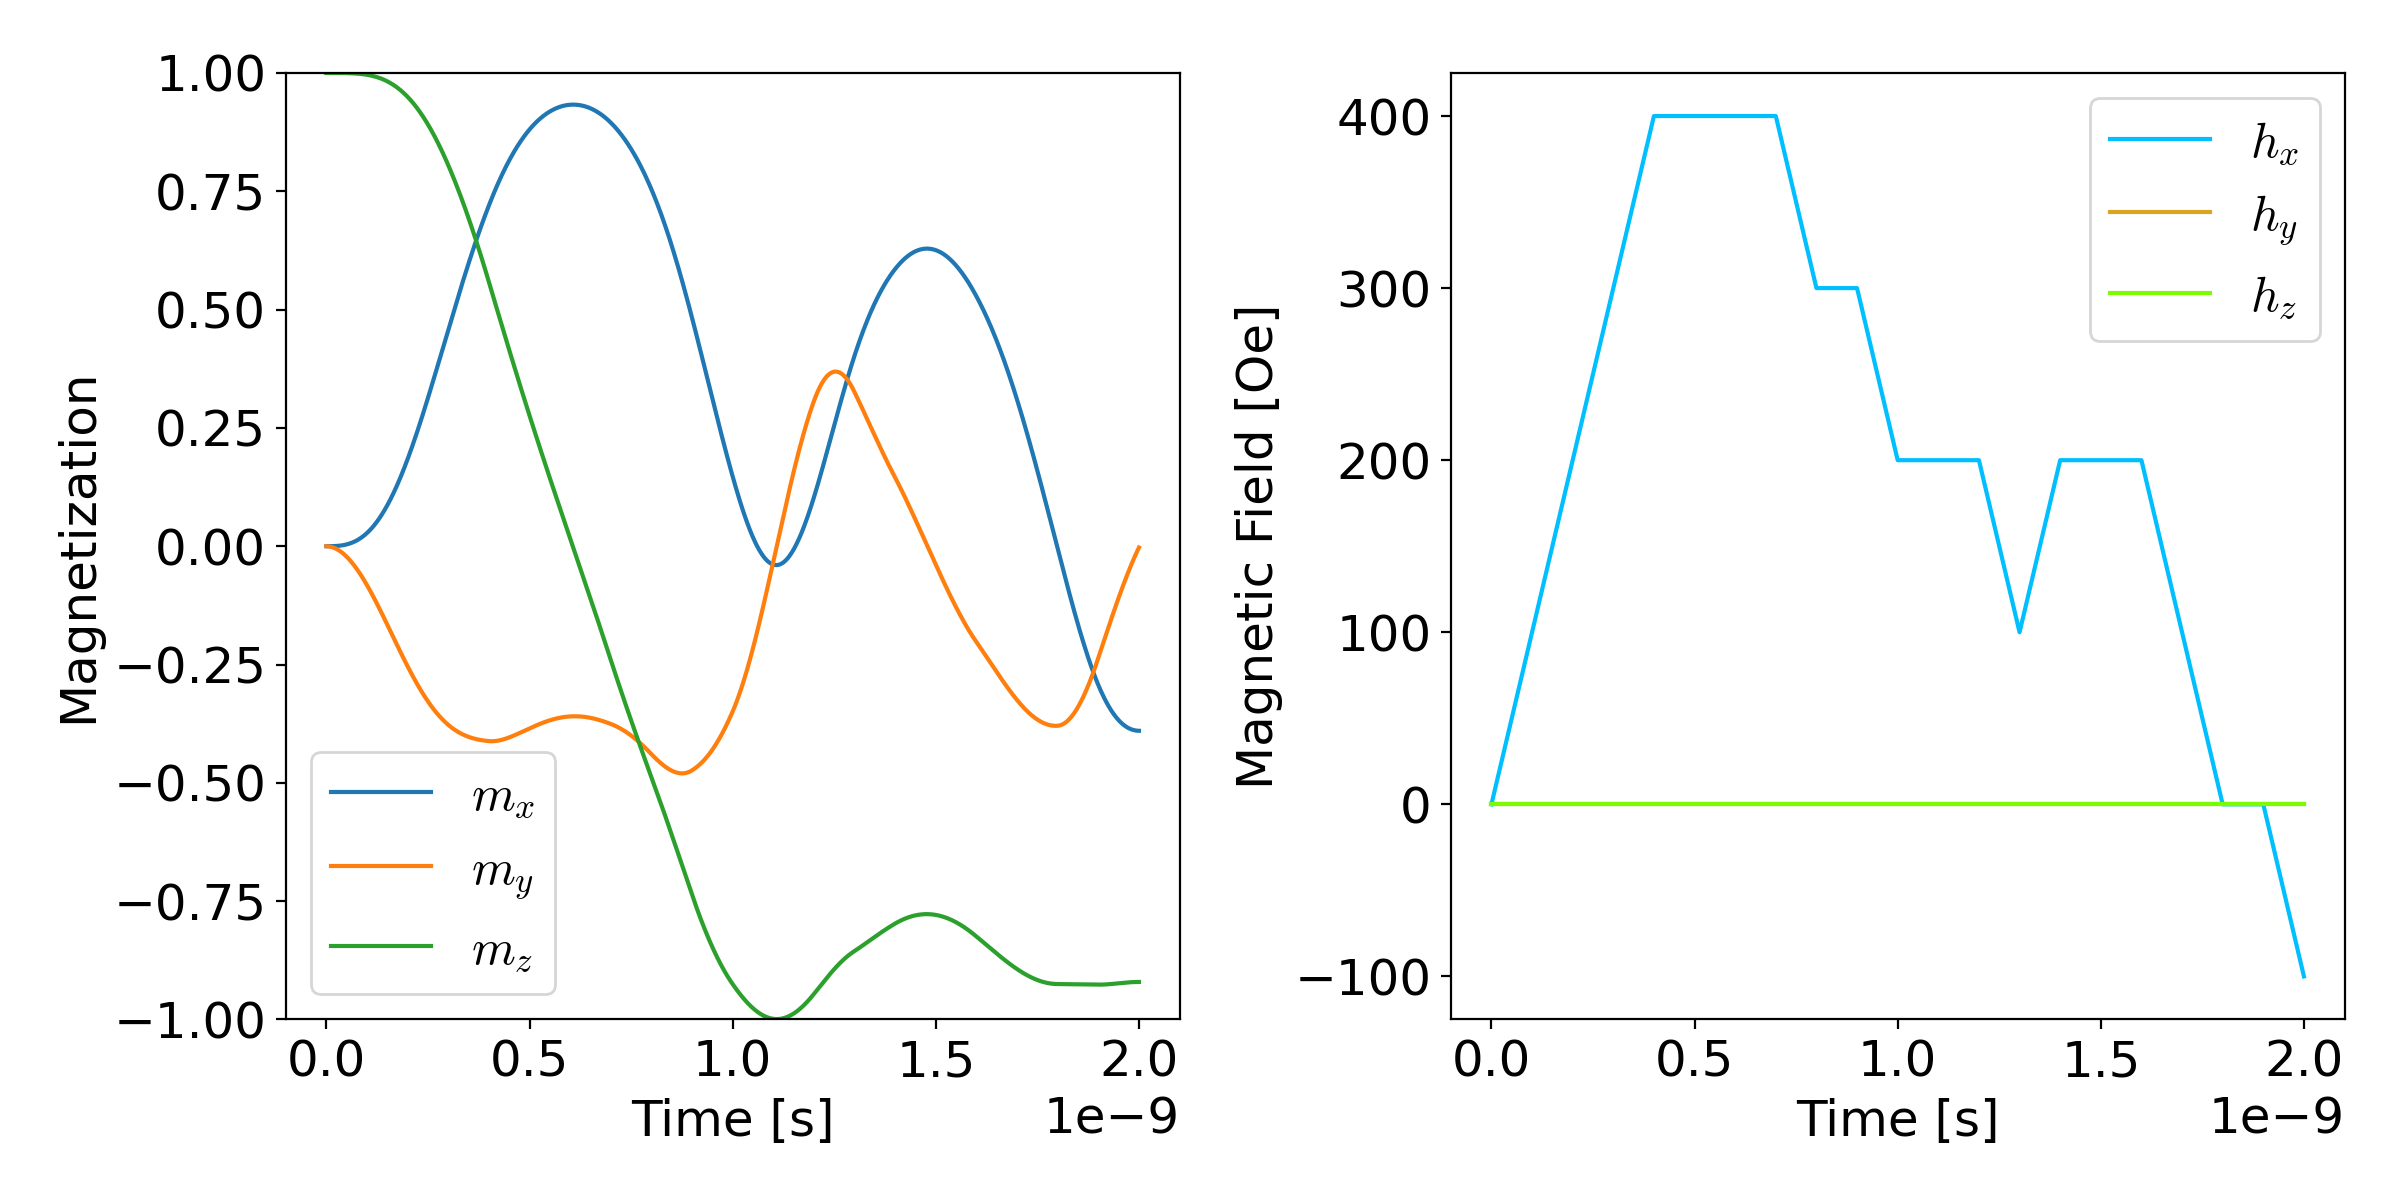 1.00
0.75
0.50
0.25
0.00
−0.25
−0.50
−0.75
−1.00
Magnetization
m_x
m_y
m_z
0.0 0.5 1.0 1.5 2.0
Time [s]
1e−9
400
300
200
100
0
−100
Magnetic Field [Oe]
h_x
h_y
h_z
0.0 0.5 1.0 1.5 2.0
Time [s]
1e−9